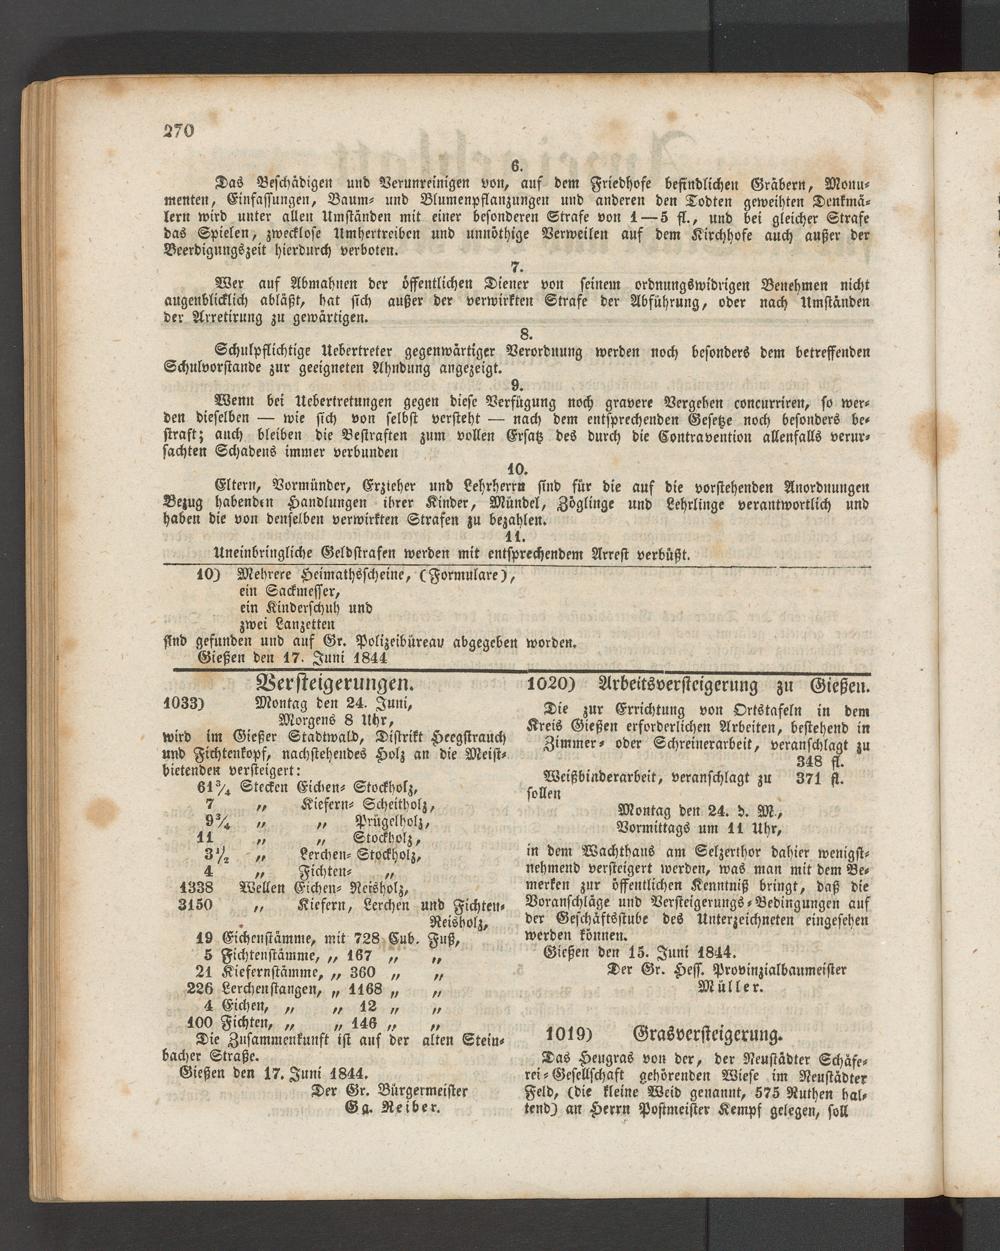 270
6.
Das Beschädigen und Verunreinigen von, auf dem Friedhofe befindlichen Gräbern, Monu-
menten, Einfassungen, Baum- und Blumenpflanzungen und anderen den Todten geweihten Denkmä-
lern wird unter allen Umständen mit einer besonderen Strafe von 1—5 fl., und bei gleicher Strafe
das Spielen, zwecklose Umhertreiben und unnöthige Verweilen auf dem Kirchhofe auch außer der
Beerdigungszeit hierdurch verboten.
7.
Wer auf Abmahnen der öffentlichen Diener von seinem ordnungswidrigen Benehmen nicht
augenblicklich abläßt, hat sich außer der verwirkten Strafe der Abführung, oder nach Umständen
der Arretirung zu gewärtigen.
8.
Schulpflichtige Uebertreter gegenwärtiger Verordnung werden noch besonders dem betreffenden
Schulvorstande zur geeigneten Ahndung angezeigt.
9.
Wenn bei Uebertretungen gegen diese Verfügung noch gravere Vergehen concurriren, so wer-
den dieselben — wie sich von selbst versteht — nach dem entsprechenden Gesetze noch besonders be-
straft; auch bleiben die Bestraften zum vollen Ersatz des durch die Contravention allenfalls verur-
sachten Schadens immer verbunden
10.
Eltern, Vormünder, Erzieher und Lehrherrn sind für die auf die vorstehenden Anordnungen
Bezug habenden Handlungen ihrer Kinder, Mündel, Zöglinge und Lehrlinge verantwortlich und
haben die von denselben verwirkten Strafen zu bezahlen.
11.
Uneinbringliche Geldstrafen werden mit entsprechendem Arrest verbüßt.
10) Mehrere Heimathsscheine, (Formulare),
ein Sackmesser,
ein Kinderschuh und
zwei Lanzetten
sind gefunden und auf Gr. Polizeibüreau abgegeben worden.
Gießen den 17. Juni 1844
Versteigerungen.
1033) Montag den 24. Juni,
Morgens 8 Uhr,
wird im Gießer Stadtwald, Distrikt Heegstrauch
und Fichtenkopf, nachstehendes Holz an die Meist-
bietenden versteigert:
61¾ Stecken Eichen- Stockholz,
7 „ Kiefern- Scheitholz,
9¾ „ „ Prügelholz,
11 „ „ Stockholz,
3½ „ Lerchen- Stockholz,
4 „ Fichten- „
1338 Wellen Eichen- Reisholz,
3150 „ Kiefern, Lerchen und Fichten-
Reisholz,
19 Eichenstämme, mit 728 Cub. Fuß,
5 Fichtenstämme, „ 167 „ „
21 Kiefernstämme, „ 360 „ „
226 Lerchenstangen, „ 1168 „ „
4 Eichen, „ „ 12 „ „
100 Fichten, „ „ 146 „ „
Die Zusammenkunft ist auf der alten Stein-
bacher Straße.
Gießen den 17. Juni 1844.
Der Gr. Bürgermeister
Gg. Reiber.
1020) Arbeitsversteigerung zu Gießen.
Die zur Errichtung von Ortstafeln in dem
Kreis Gießen erforderlichen Arbeiten, bestehend in
Zimmer- oder Schreinerarbeit, veranschlagt zu
348 fl.
Weißbinderarbeit, veranschlagt zu 371 fl.
sollen
Montag den 24. d. M.,
Vormittags um 11 Uhr,
in dem Wachthaus am Selzerthor dahier wenigst-
nehmend versteigert werden, was man mit dem Be-
merken zur öffentlichen Kenntniß bringt, daß die
Voranschläge und Versteigerungs-Bedingungen auf
der Geschäftsstube des Unterzeichneten eingesehen
werden können.
Gießen den 15. Juni 1844.
Der Gr. Hess. Provinzialbaumeister
Müller.
1019) Grasversteigerung.
Das Heugras von der, der Neustädter Schäfe-
rei-Gesellschaft gehörenden Wiese im Neustädter
Feld, (die kleine Weid genannt, 575 Ruthen hal-
tend) an Herrn Postmeister Kempf gelegen, soll